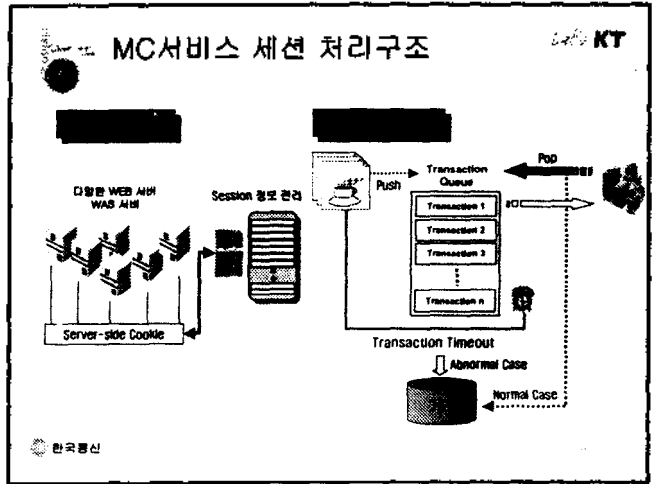 MC서비스 세션 처리구조
KT
다양한 WEB 서버
WAS 서버
Session 정보 관리
Server-side Cookie
Push
Transaction
Queue
Pop
Transaction 1
Transaction 2
Transaction 3
Transaction n
Transaction Timeout
Abnormal Case
Normal Case
한국통신